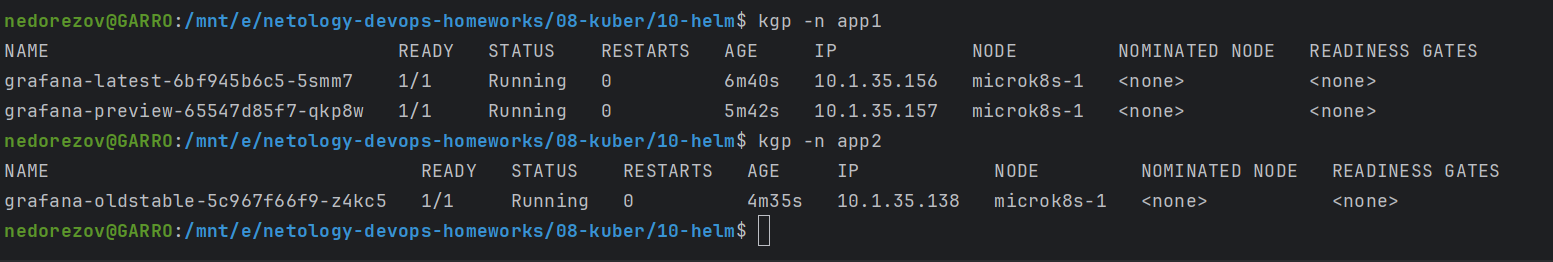 nedorezov@GARRO:/mnt/e/netology-devops-homeworks/08-kuber/10-helm$ kgp -n app1
NAME READY STATUS RESTARTS AGE IP NODE NOMINATED NODE READINESS GATES
grafana-latest-6bf945b6c5-5smm7 1/1 Running 0 6m40s 10.1.35.156 microk8s-1 <none> <none>
grafana-preview-65547d85f7-qkp8w 1/1 Running 0 5m42s 10.1.35.157 microk8s-1 <none> <none>
nedorezov@GARRO:/mnt/e/netology-devops-homeworks/08-kuber/10-helm$ kgp -n app2
NAME READY STATUS RESTARTS AGE IP NODE NOMINATED NODE READINESS GATES
grafana-oldstable-5c967f66f9-z4kc5 1/1 Running 0 4m35s 10.1.35.138 microk8s-1 <none> <none>
nedorezov@GARRO:/mnt/e/netology-devops-homeworks/08-kuber/10-helm$